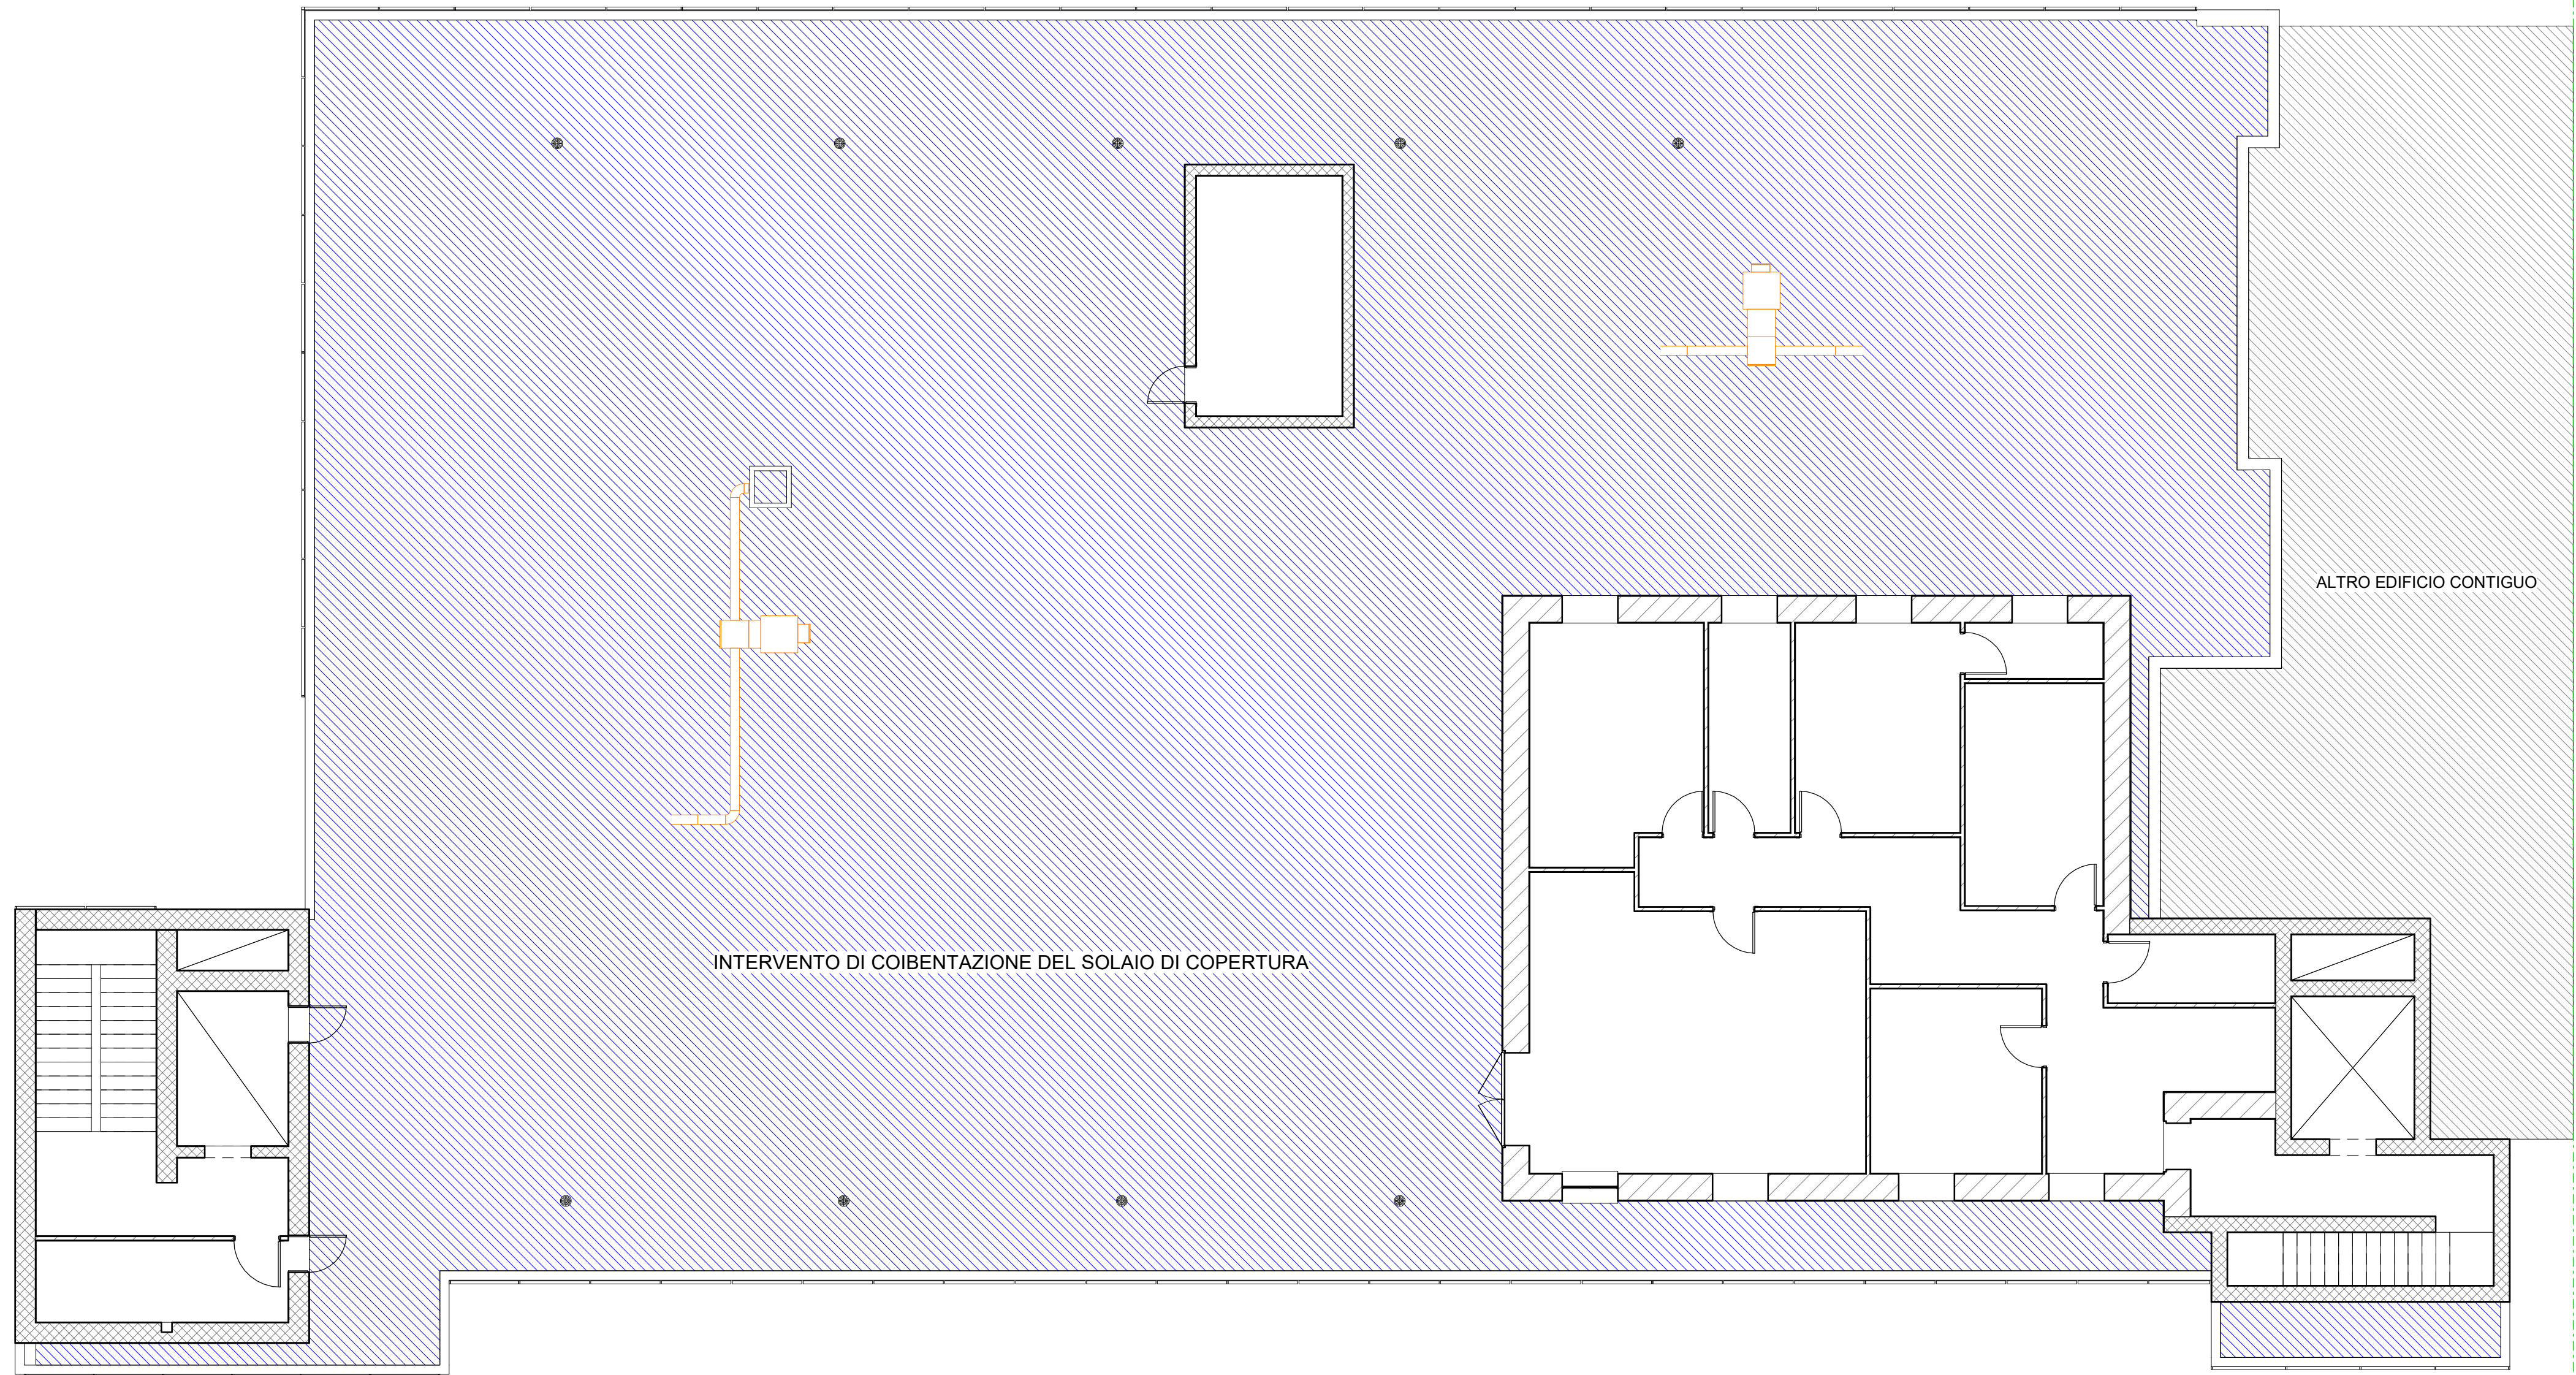 ALTRO EDIFICIO CONTIGUO
INTERVENTO DI COIBENTAZIONE DEL SOLAIO DI COPERTURA